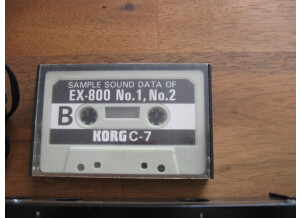 SAMPLE SOUND DATA OF
EX-800 No.1, No.2
B
KORG C-7